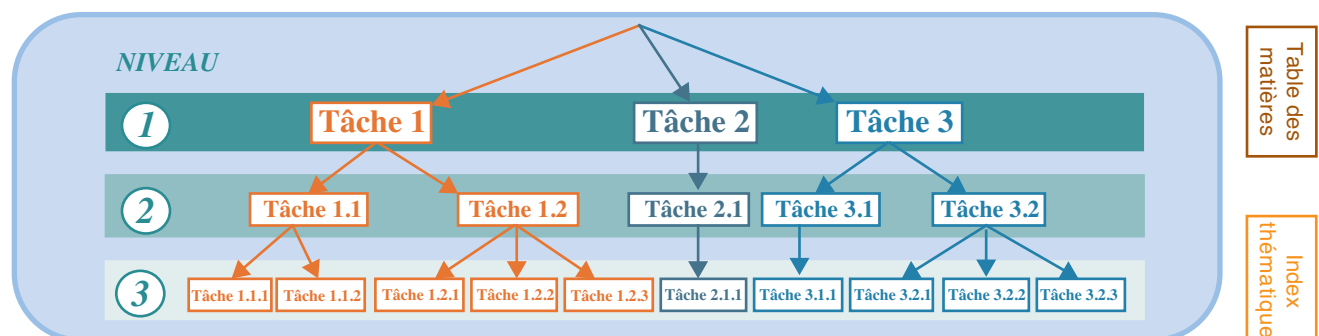 NIVEAU
1
Tâche 1
Tâche 2
Tâche 3
2
Tâche 1.1
Tâche 1.2
Tâche 2.1
Tâche 3.1
Tâche 3.2
3
Tâche 1.1.1
Tâche 1.1.2
Tâche 1.2.1
Tâche 1.2.2
Tâche 1.2.3
Tâche 2.1.1
Tâche 3.1.1
Tâche 3.2.1
Tâche 3.2.2
Tâche 3.2.3
Table des
matières
Index
thématique